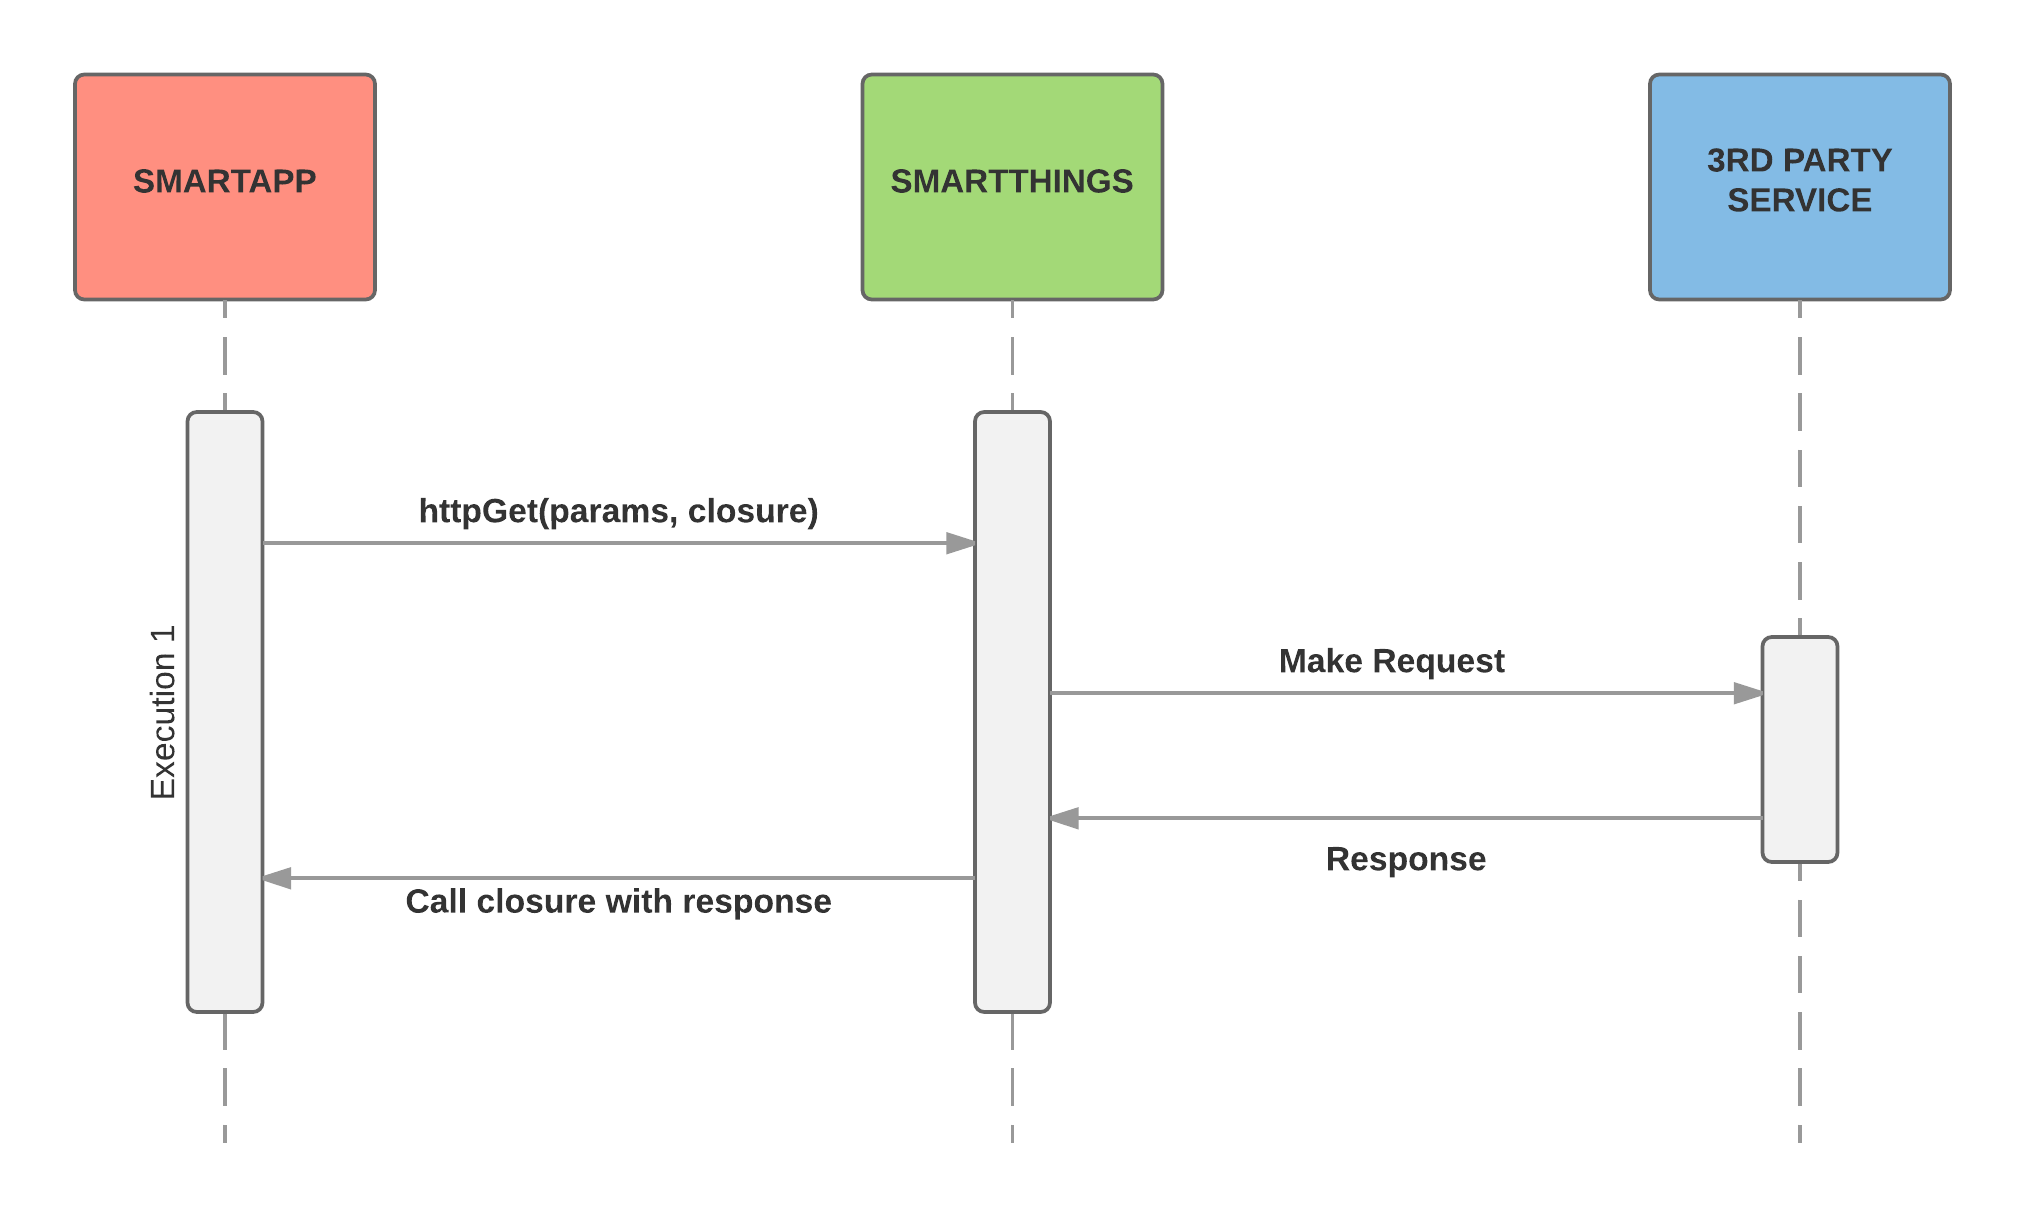 SMARTAPP
SMARTTHINGS
3RD PARTY
SERVICE
httpGet(params, closure)
Make Request
Execution 1
Response
Call closure with response